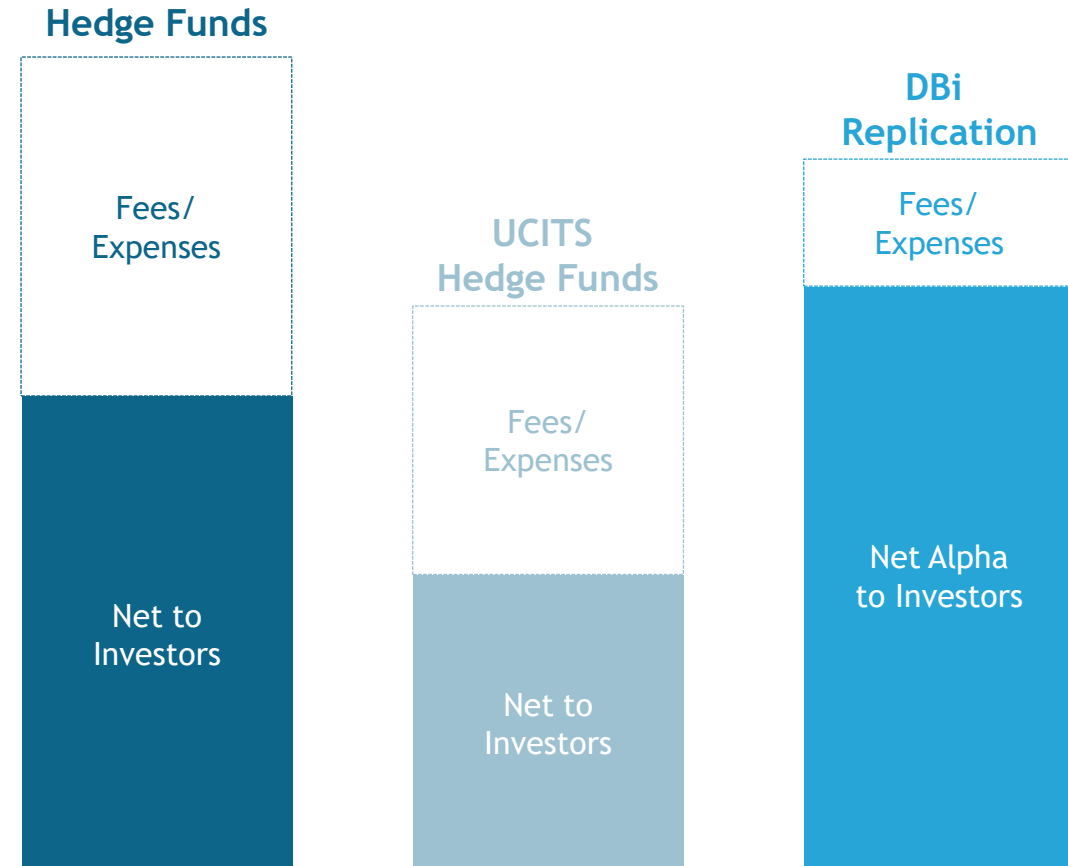 Hedge Funds
Fees/
Expenses
Net to
Investors
UCITS
Hedge Funds
Fees/
Expenses
Net to
Investors
DBi
Replication
Fees/
Expenses
Net Alpha
to Investors